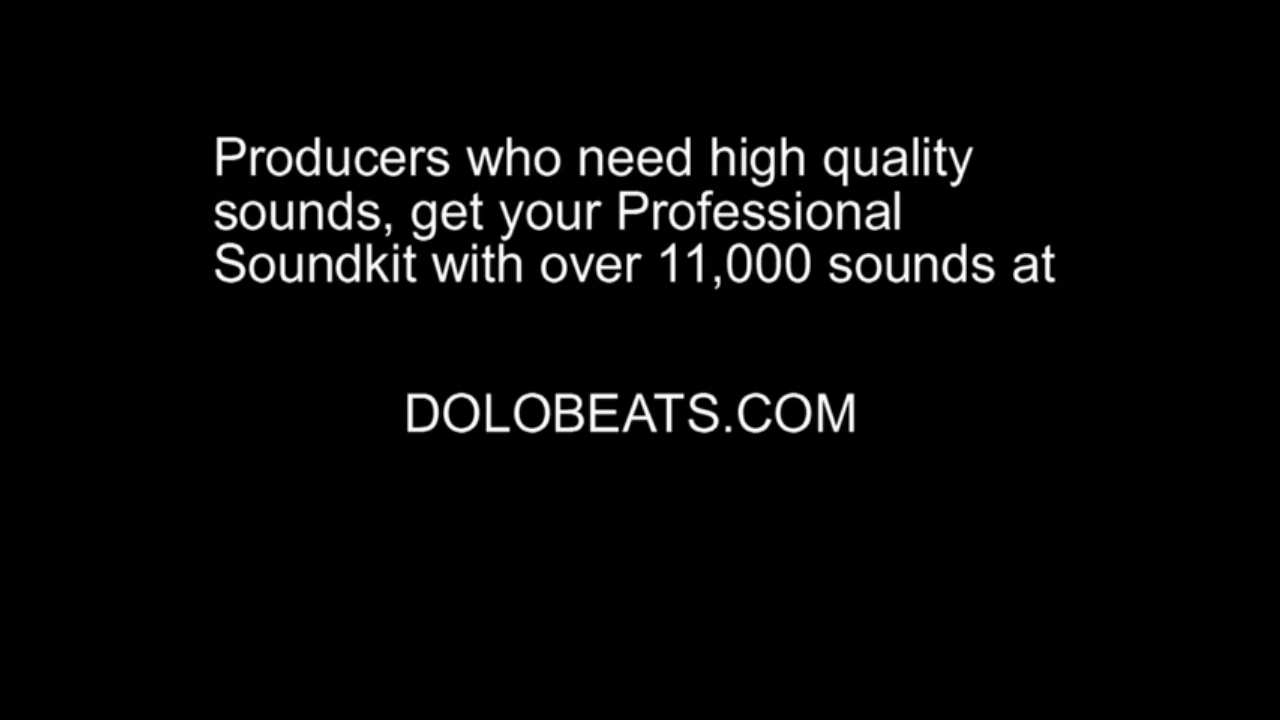 Producers who need high quality
sounds, get your Professional
Soundkit with over 11,000 sounds at
DOLOBEATS.COM